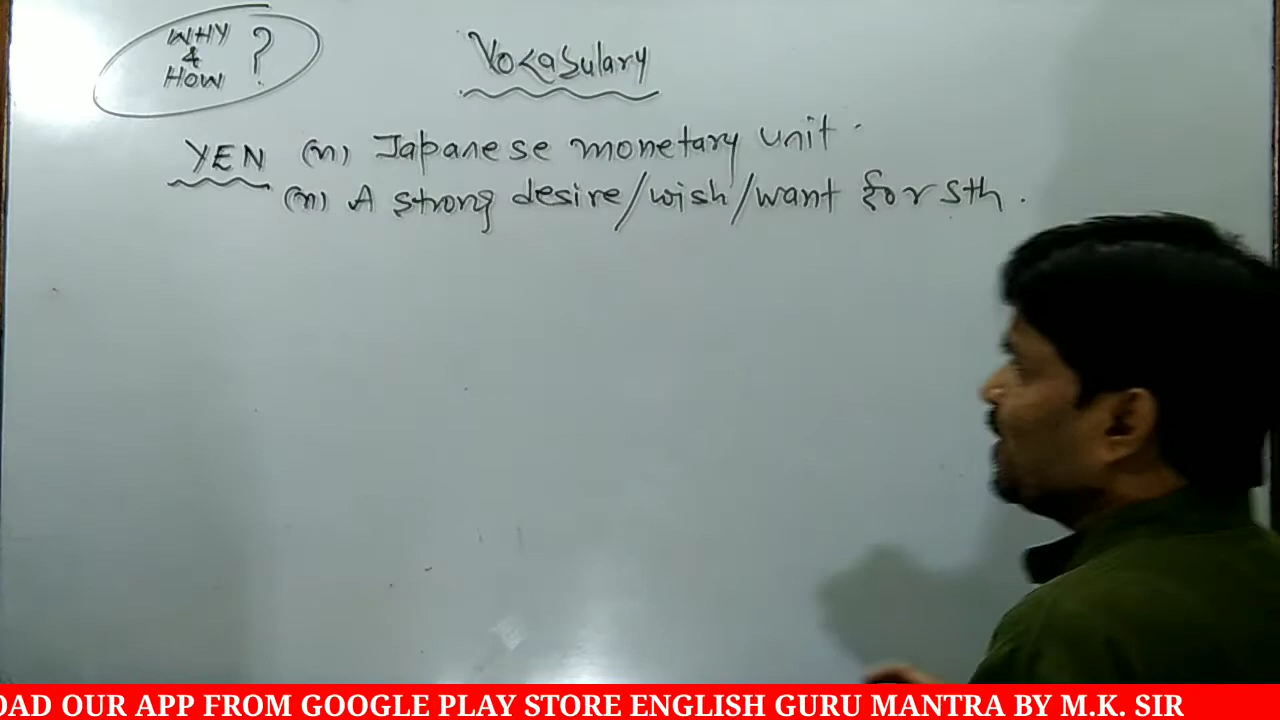 WHY
&
HOW ?
Vocabulary
YEN (n) Japanese monetary unit.
(n) A strong desire/wish/want for sth.
OAD OUR APP FROM GOOGLE PLAY STORE ENGLISH GURU MANTRA BY M.K. SIR